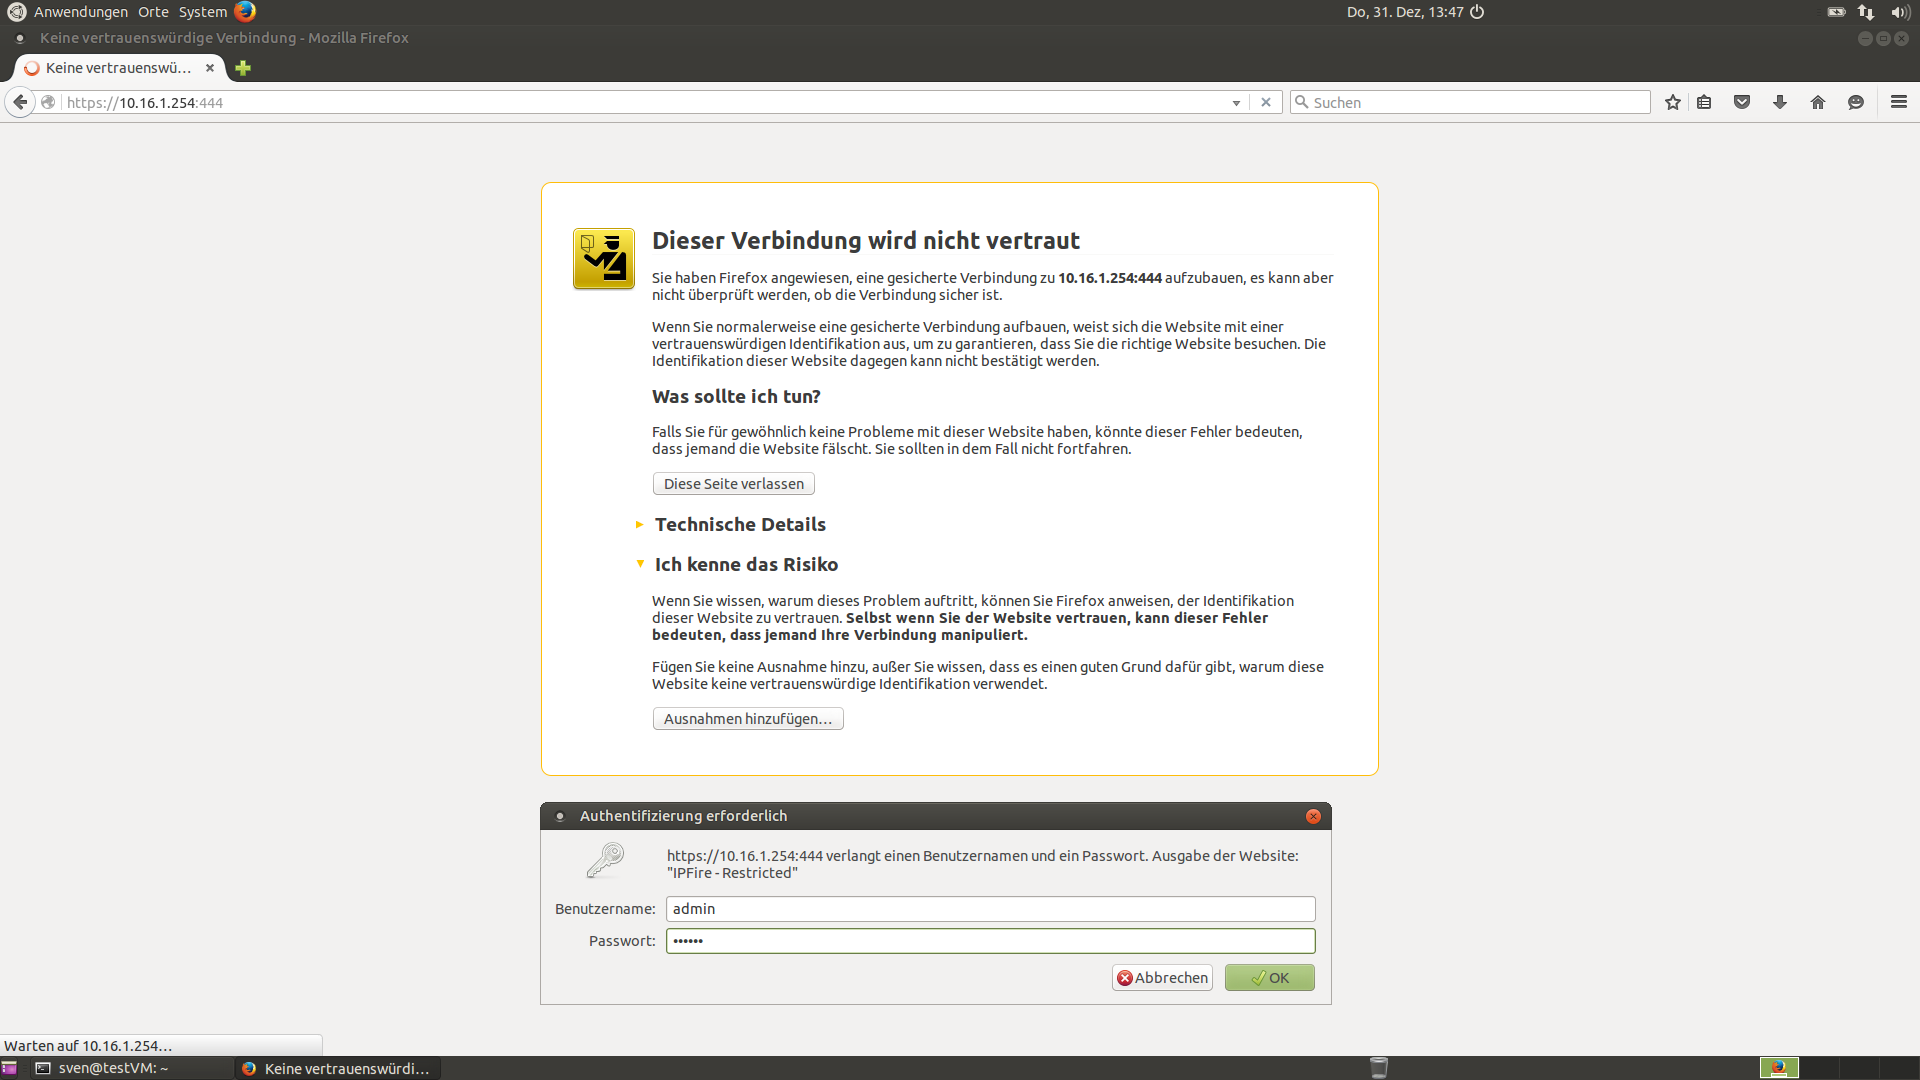 Anwendungen Orte System
Do, 31. Dez, 13:47
Keine vertrauenswürdige Verbindung - Mozilla Firefox
Keine vertrauenswü...
https://10.16.1.254:444
Suchen
Dieser Verbindung wird nicht vertraut
Sie haben Firefox angewiesen, eine gesicherte Verbindung zu 10.16.1.254:444 aufzubauen, es kann aber
nicht überprüft werden, ob die Verbindung sicher ist.
Wenn Sie normalerweise eine gesicherte Verbindung aufbauen, weist sich die Website mit einer
vertrauenswürdigen Identifikation aus, um zu garantieren, dass Sie die richtige Website besuchen. Die
Identifikation dieser Website dagegen kann nicht bestätigt werden.
Was sollte ich tun?
Falls Sie für gewöhnlich keine Probleme mit dieser Website haben, könnte dieser Fehler bedeuten,
dass jemand die Website fälscht. Sie sollten in dem Fall nicht fortfahren.
Diese Seite verlassen
Technische Details
Ich kenne das Risiko
Wenn Sie wissen, warum dieses Problem auftritt, können Sie Firefox anweisen, der Identifikation
dieser Website zu vertrauen. Selbst wenn Sie der Website vertrauen, kann dieser Fehler
bedeuten, dass jemand Ihre Verbindung manipuliert.
Fügen Sie keine Ausnahme hinzu, außer Sie wissen, dass es einen guten Grund dafür gibt, warum diese
Website keine vertrauenswürdige Identifikation verwendet.
Ausnahmen hinzufügen...
Authentifizierung erforderlich
https://10.16.1.254:444 verlangt einen Benutzernamen und ein Passwort. Ausgabe der Website:
"IPFire - Restricted"
Benutzername: admin
Passwort: ••••••
Abbrechen OK
Warten auf 10.16.1.254...
sven@testVM: ~
Keine vertrauenswürdi...